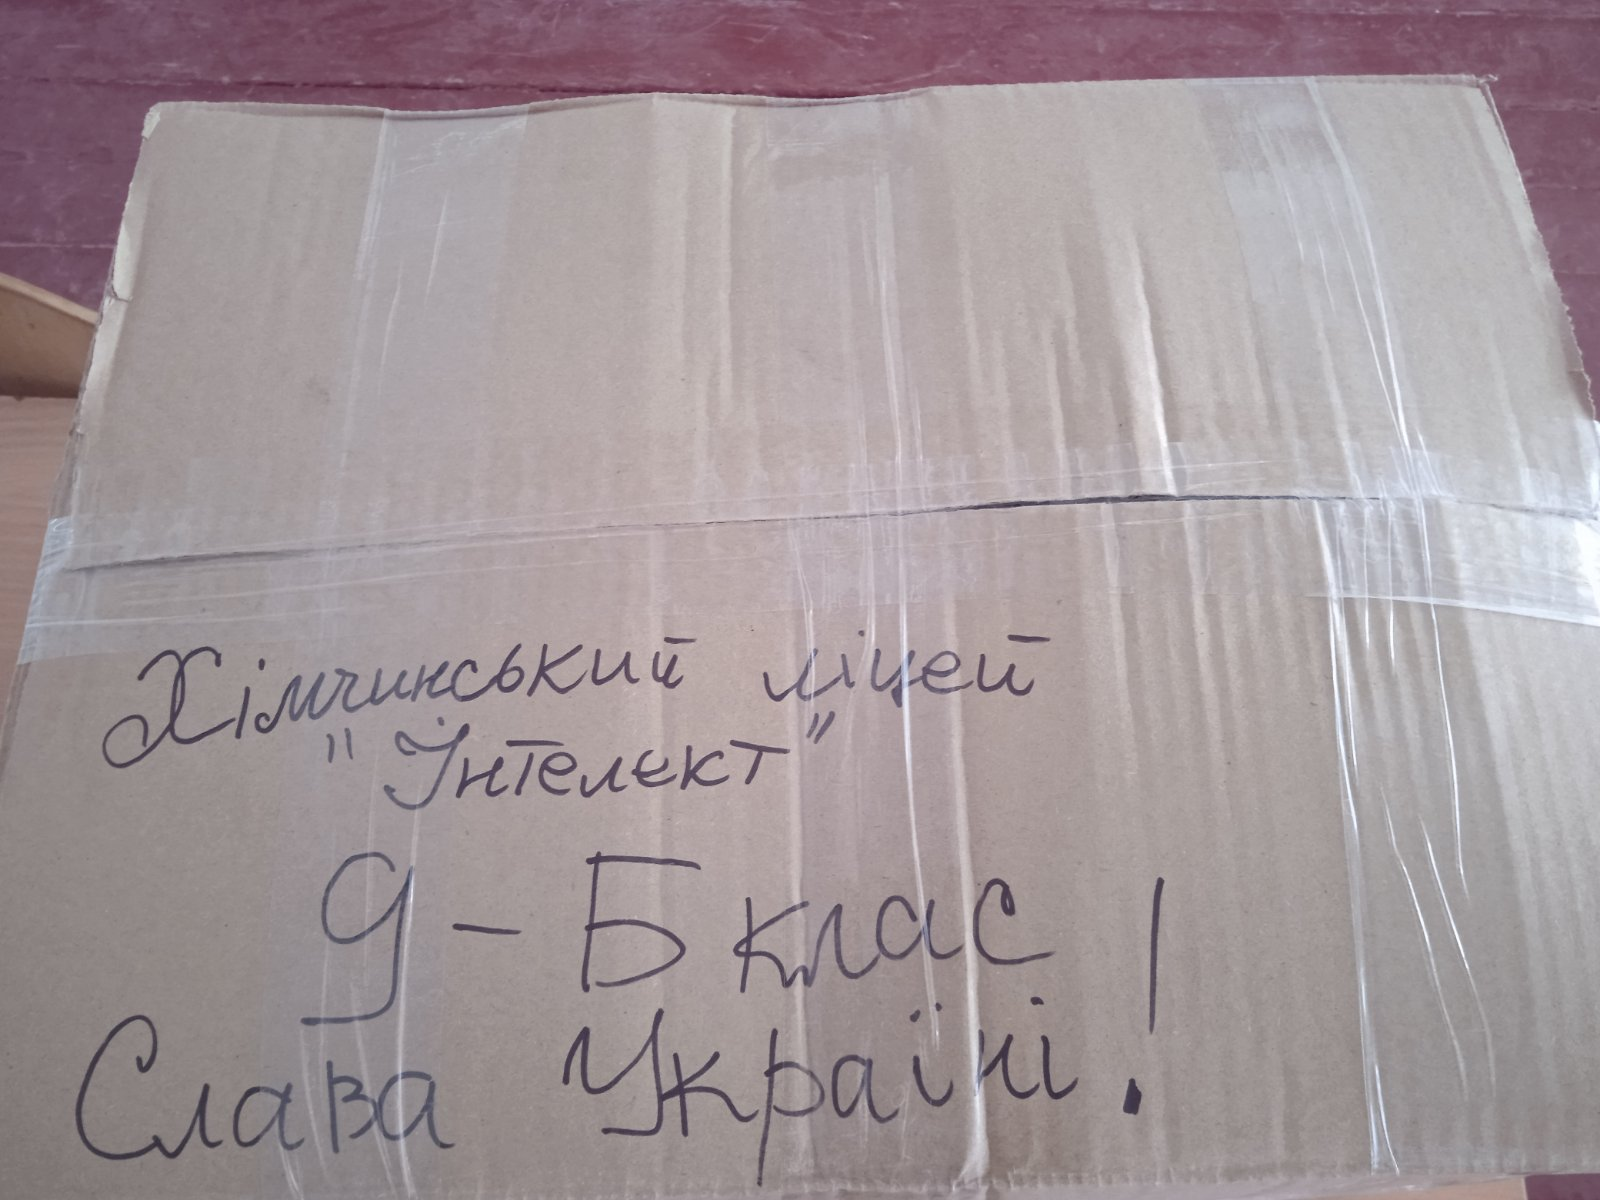 Хімчинський ліцей
"Інтелект"
9-Б клас
Слава Україні!